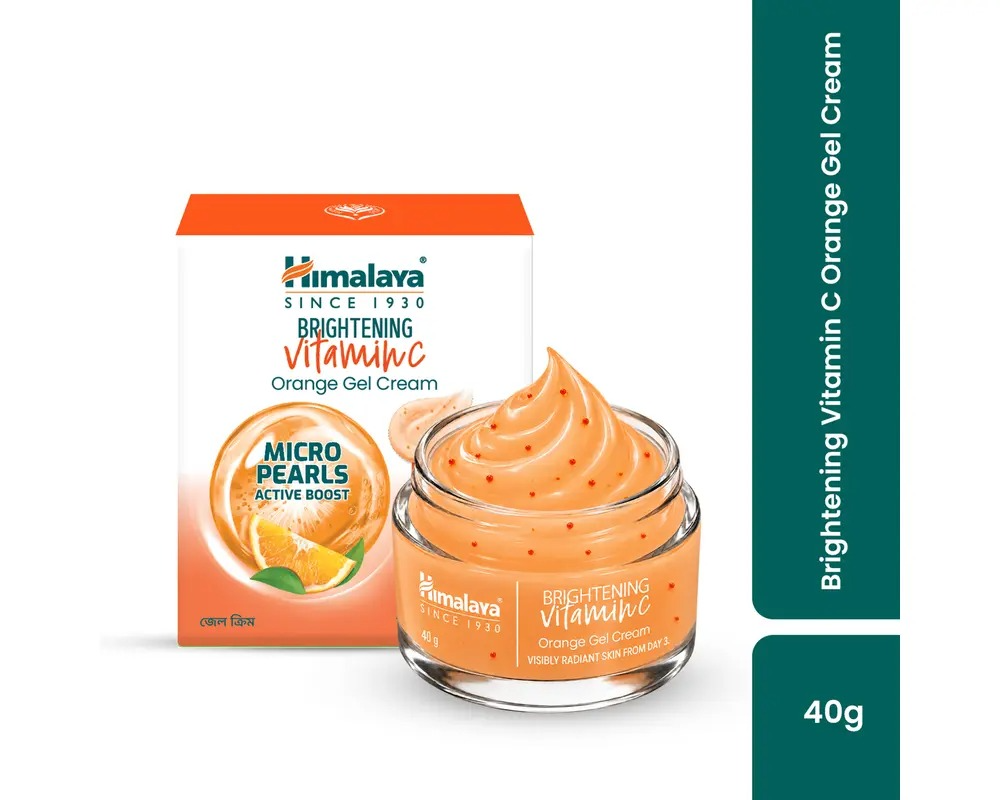 Himalaya®
SINCE 1930
BRIGHTENING
Vitamin C
Orange Gel Cream
MICRO
PEARLS
ACTIVE BOOST
জেল ক্রিম
Himalaya®
SINCE 1930
40 g
BRIGHTENING
Vitamin C
Orange Gel Cream
VISIBLY RADIANT SKIN FROM DAY 3.
Brightening Vitamin C Orange Gel Cream
40g